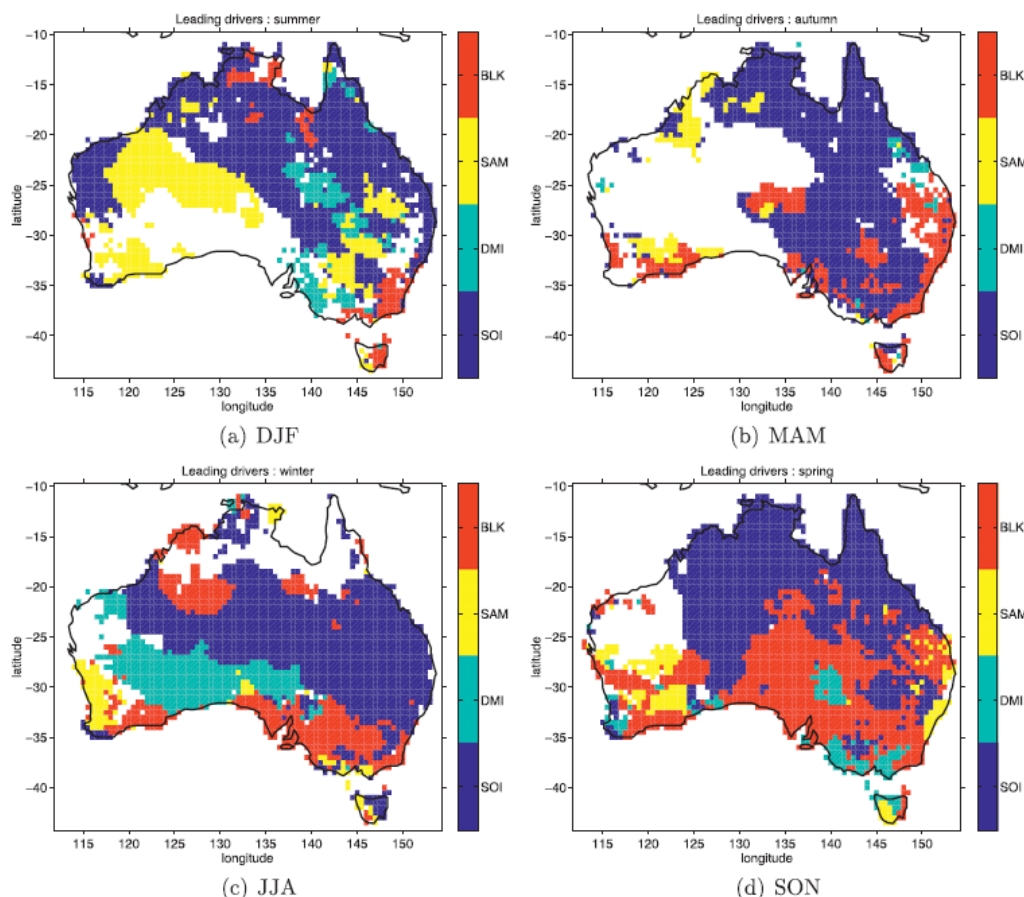 Leading drivers : summer
-10
-15
-20
-25
-30
-35
-40
latitude
115 120 125 130 135 140 145 150
longitude
BLK
SAM
DMI
SOI
(a) DJF
Leading drivers : autumn
-10
-15
-20
-25
-30
-35
-40
latitude
115 120 125 130 135 140 145 150
longitude
BLK
SAM
DMI
SOI
(b) MAM
Leading drivers : winter
-10
-15
-20
-25
-30
-35
-40
latitude
115 120 125 130 135 140 145 150
longitude
BLK
SAM
DMI
SOI
(c) JJA
Leading drivers : spring
-10
-15
-20
-25
-30
-35
-40
latitude
115 120 125 130 135 140 145 150
longitude
BLK
SAM
DMI
SOI
(d) SON